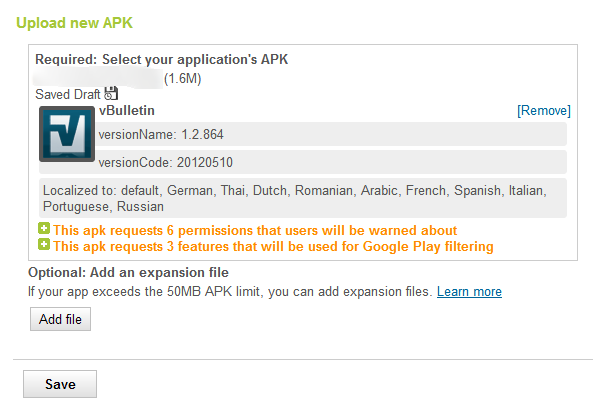 Upload new APK
Required: Select your application's APK
(1.6M)
Saved Draft
vBulletin [Remove]
versionName: 1.2.864
versionCode: 20120510
Localized to: default, German, Thai, Dutch, Romanian, Arabic, French, Spanish, Italian,
Portuguese, Russian
This apk requests 6 permissions that users will be warned about
This apk requests 3 features that will be used for Google Play filtering
Optional: Add an expansion file
If your app exceeds the 50MB APK limit, you can add expansion files. Learn more
Add file
Save